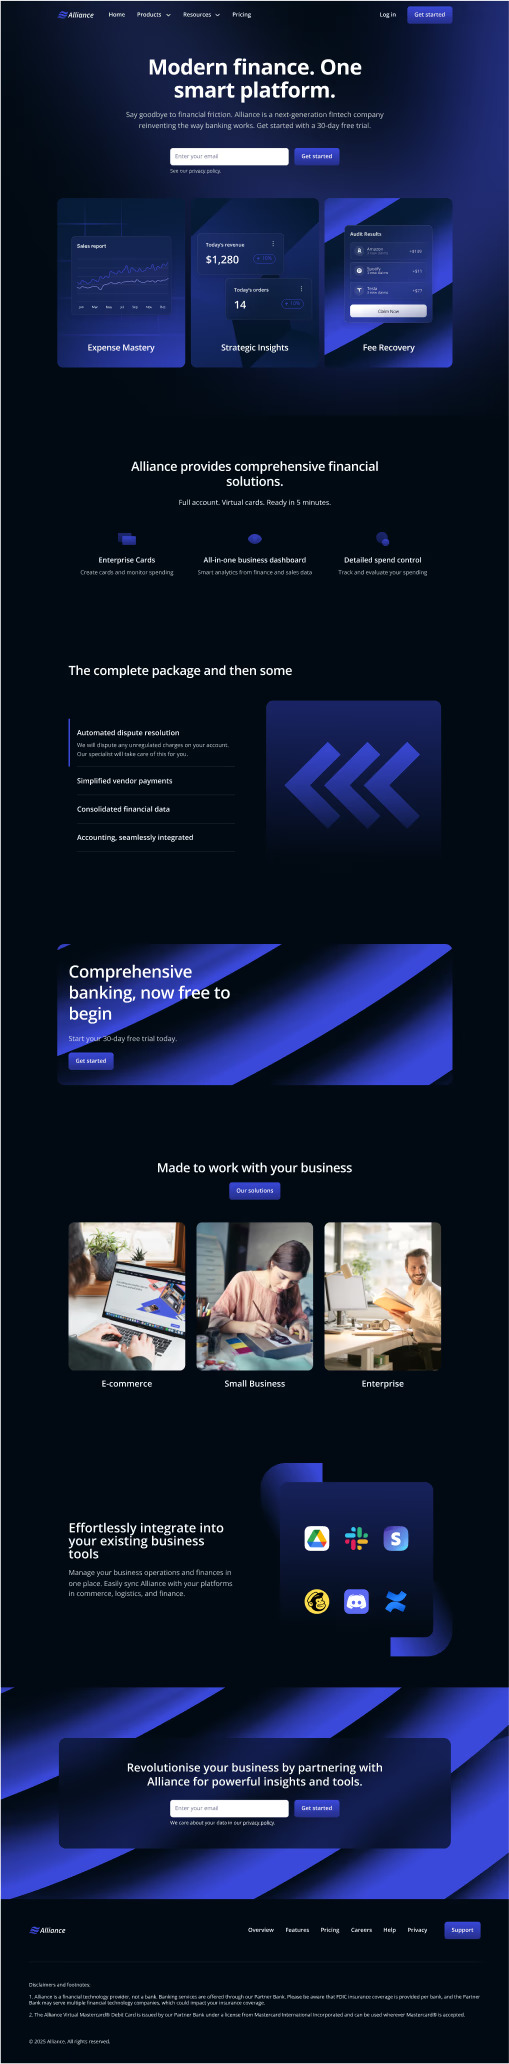 Alliance
Home
Products
Resources
Pricing
Log in
Get started
Modern finance. One
smart platform.
Say goodbye to financial friction. Alliance is a next-generation fintech company
reinventing the way banking works. Get started with a 30-day free trial.
Enter your email
Get started
See our privacy policy.
Sales report
Jan Mar May Jul Sep Nov
Expense Mastery
Today's revenue
$1,280
Today's orders
14
Strategic Insights
Audit Results
Amazon
Spotify
Tesla
Claim Now
Fee Recovery
Alliance provides comprehensive financial
solutions.
Full account. Virtual cards. Ready in 5 minutes.
Enterprise Cards
Create cards and monitor spending
All-in-one business dashboard
Smart analytics from finance and sales data
Detailed spend control
Track and evaluate your spending
The complete package and then some
Automated dispute resolution
We will dispute any unregulated charges on your account.
Our specialist will take care of this for you.
Simplified vendor payments
Consolidated financial data
Accounting, seamlessly integrated
Comprehensive
banking, now free to
begin
Start your 30-day free trial today.
Get started
Made to work with your business
Our solutions
E-commerce
Small Business
Enterprise
Effortlessly integrate into
your existing business
tools
Manage your business operations and finances in
one place. Easily sync Alliance with your platforms
in commerce, logistics, and finance.
S
Revolutionise your business by partnering with
Alliance for powerful insights and tools.
Enter your email
Get started
We care about your data in our privacy policy.
Alliance
Overview
Features
Pricing
Careers
Help
Privacy
Support
Disclaimers and footnotes:
1. Alliance is a financial technology provider, not a bank. Banking services are offered through our Partner Bank. Please be aware that FDIC insurance coverage is provided per bank, and the Partner
Bank may serve multiple financial technology companies, which could impact your insurance coverage.
2. The Alliance Virtual Mastercard® Debit Card is issued by our Partner Bank under a license from Mastercard International Incorporated and can be used wherever Mastercard® is accepted.
© 2025 Alliance, All rights reserved.